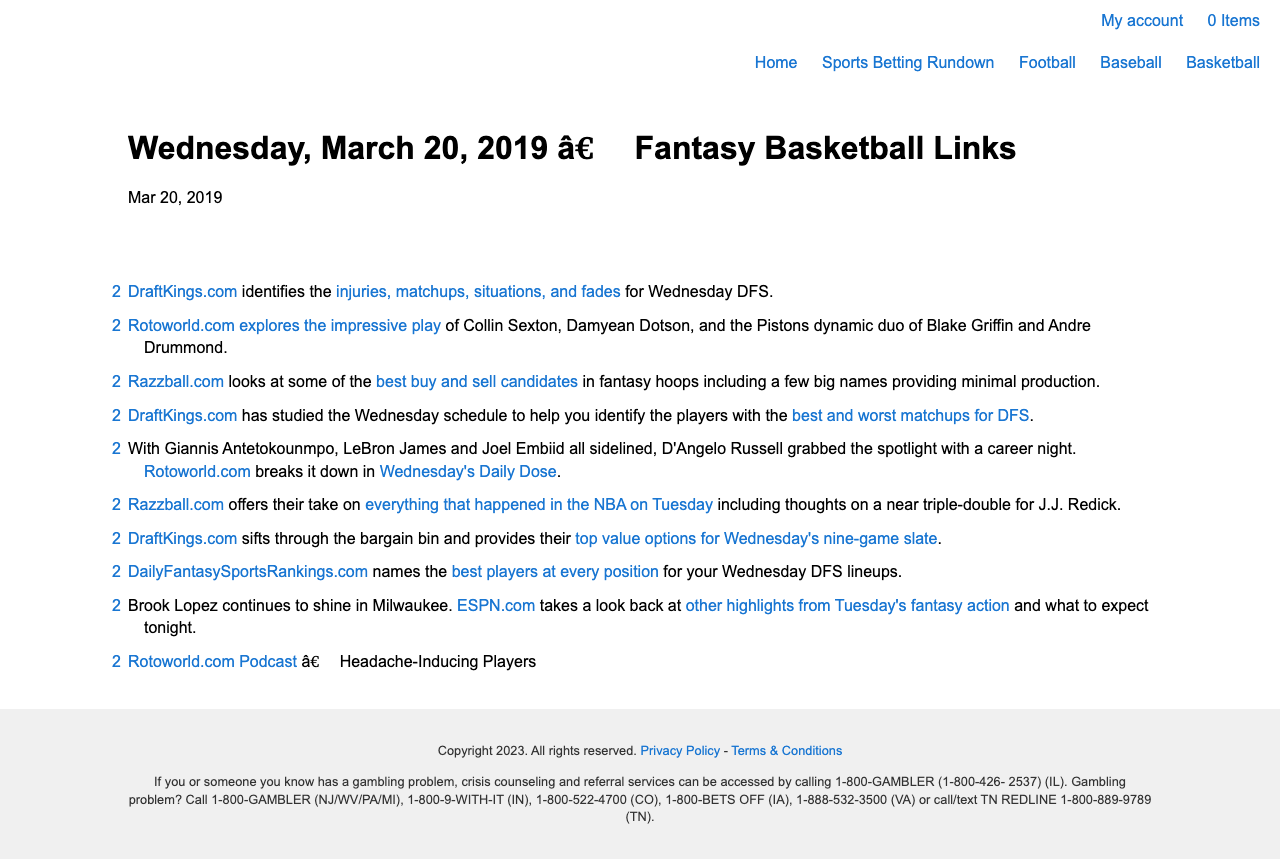 My account 0 Items
Home Sports Betting Rundown Football Baseball Basketball
Wednesday, March 20, 2019 â€ Fantasy Basketball Links
Mar 20, 2019
2 DraftKings.com identifies the injuries, matchups, situations, and fades for Wednesday DFS.
2 Rotoworld.com explores the impressive play of Collin Sexton, Damyean Dotson, and the Pistons dynamic duo of Blake Griffin and Andre
Drummond.
2 Razzball.com looks at some of the best buy and sell candidates in fantasy hoops including a few big names providing minimal production.
2 DraftKings.com has studied the Wednesday schedule to help you identify the players with the best and worst matchups for DFS.
2 With Giannis Antetokounmpo, LeBron James and Joel Embiid all sidelined, D'Angelo Russell grabbed the spotlight with a career night.
Rotoworld.com breaks it down in Wednesday's Daily Dose.
2 Razzball.com offers their take on everything that happened in the NBA on Tuesday including thoughts on a near triple-double for J.J. Redick.
2 DraftKings.com sifts through the bargain bin and provides their top value options for Wednesday's nine-game slate.
2 DailyFantasySportsRankings.com names the best players at every position for your Wednesday DFS lineups.
2 Brook Lopez continues to shine in Milwaukee. ESPN.com takes a look back at other highlights from Tuesday's fantasy action and what to expect
tonight.
2 Rotoworld.com Podcast â€ Headache-Inducing Players
Copyright 2023. All rights reserved. Privacy Policy - Terms & Conditions
If you or someone you know has a gambling problem, crisis counseling and referral services can be accessed by calling 1-800-GAMBLER (1-800-426- 2537) (IL). Gambling
problem? Call 1-800-GAMBLER (NJ/WV/PA/MI), 1-800-9-WITH-IT (IN), 1-800-522-4700 (CO), 1-800-BETS OFF (IA), 1-888-532-3500 (VA) or call/text TN REDLINE 1-800-889-9789
(TN).